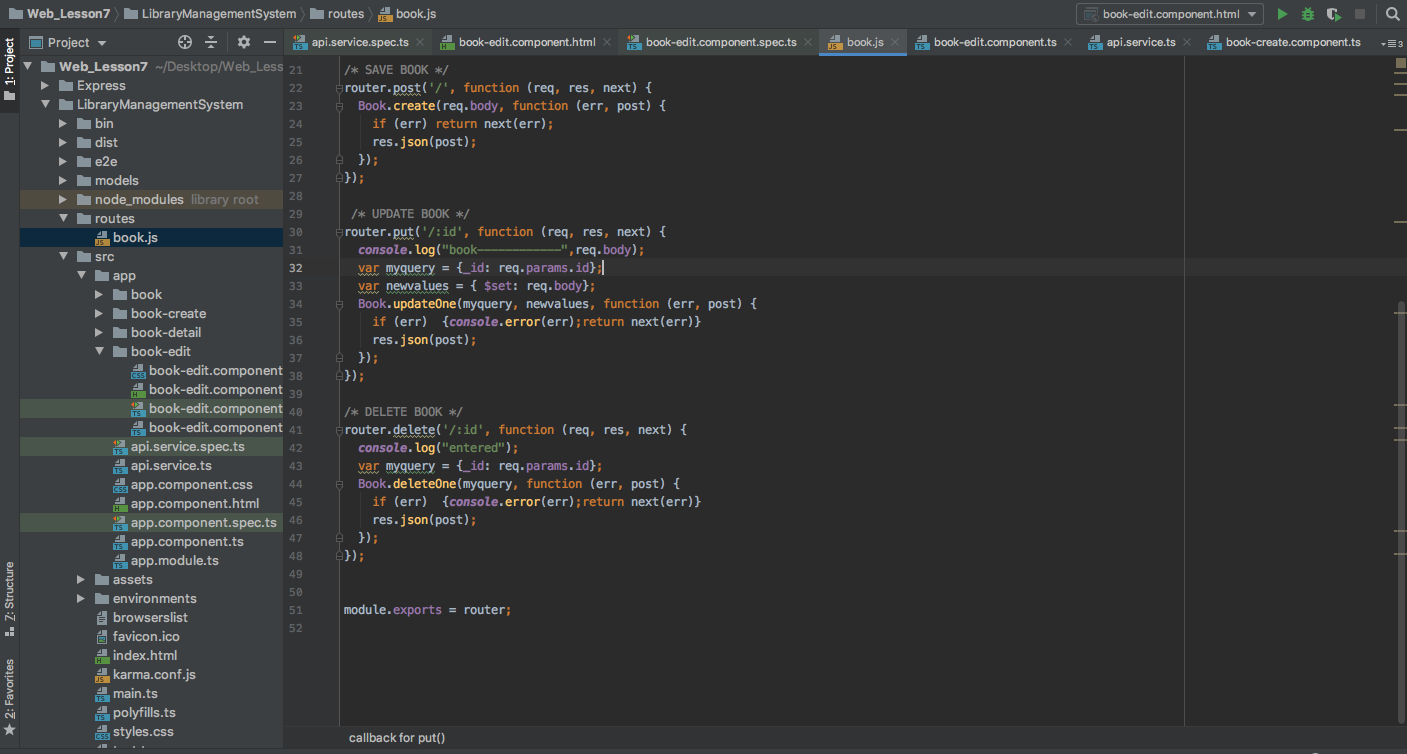 Web_Lesson7 LibraryManagementSystem routes book.js
book-edit.component.html
1: Project
Project
api.service.spec.ts book-edit.component.html book-edit.component.spec.ts book.js book-edit.component.ts api.service.ts book-create.component.ts 3
Web_Lesson7 ~/Desktop/Web_Less
Express
LibraryManagementSystem
bin
dist
e2e
models
node_modules library root
routes
book.js
src
app
book
book-create
book-detail
book-edit
book-edit.component
book-edit.component
book-edit.component
book-edit.component
api.service.spec.ts
api.service.ts
app.component.css
app.component.html
app.component.spec.ts
app.component.ts
app.module.ts
assets
environments
browserslist
favicon.ico
index.html
karma.conf.js
main.ts
polyfills.ts
styles.css
7: Structure
2: Favorites
21 /* SAVE BOOK */
22 router.post('/', function (req, res, next) {
23 Book.create(req.body, function (err, post) {
24 if (err) return next(err);
25 res.json(post);
26 });
27 });
28
29 /* UPDATE BOOK */
30 router.put('/:id', function (req, res, next) {
31 console.log("book------------",req.body);
32 var myquery = {_id: req.params.id};
33 var newvalues = { $set: req.body};
34 Book.updateOne(myquery, newvalues, function (err, post) {
35 if (err)  {console.error(err);return next(err)}
36 res.json(post);
37 });
38 });
39
40 /* DELETE BOOK */
41 router.delete('/:id', function (req, res, next) {
42 console.log("entered");
43 var myquery = {_id: req.params.id};
44 Book.deleteOne(myquery, function (err, post) {
45 if (err)  {console.error(err);return next(err)}
46 res.json(post);
47 });
48 });
49
50
51 module.exports = router;
52
callback for put()